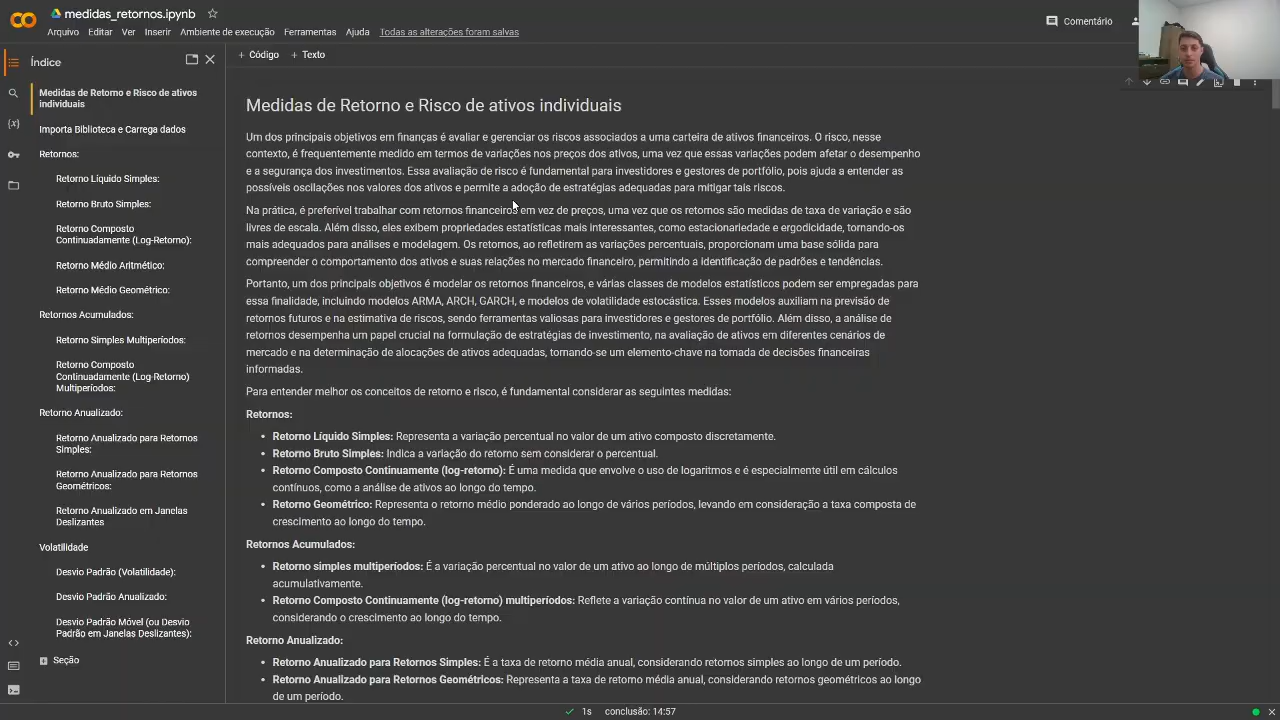 medidas_retornos.ipynb
Arquivo Editar Ver Inserir Ambiente de execução Ferramentas Ajuda Todas as alterações foram salvas
Comentário
Índice
+ Código + Texto
Medidas de Retorno e Risco de ativos
individuais
Importa Biblioteca e Carrega dados
Retornos:
Retorno Líquido Simples:
Retorno Bruto Simples:
Retorno Composto
Continuadamente (Log-Retorno):
Retorno Médio Aritmético:
Retorno Médio Geométrico:
Retornos Acumulados:
Retorno Simples Multiperíodos:
Retorno Composto
Continuadamente (Log-Retorno)
Multiperíodos:
Retorno Anualizado:
Retorno Anualizado para Retornos
Simples:
Retorno Anualizado para Retornos
Geométricos:
Retorno Anualizado em Janelas
Deslizantes
Volatilidade
Desvio Padrão (Volatilidade):
Desvio Padrão Anualizado:
Desvio Padrão Móvel (ou Desvio
Padrão em Janelas Deslizantes):
Seção
Medidas de Retorno e Risco de ativos individuais
Um dos principais objetivos em finanças é avaliar e gerenciar os riscos associados a uma carteira de ativos financeiros. O risco, nesse
contexto, é frequentemente medido em termos de variações nos preços dos ativos, uma vez que essas variações podem afetar o desempenho
e a segurança dos investimentos. Essa avaliação de risco é fundamental para investidores e gestores de portfólio, pois ajuda a entender as
possíveis oscilações nos valores dos ativos e permite a adoção de estratégias adequadas para mitigar tais riscos.
Na prática, é preferível trabalhar com retornos financeiros em vez de preços, uma vez que os retornos são medidas de taxa de variação e são
livres de escala. Além disso, eles exibem propriedades estatísticas mais interessantes, como estacionariedade e ergodicidade, tornando-os
mais adequados para análises e modelagem. Os retornos, ao refletirem as variações percentuais, proporcionam uma base sólida para
compreender o comportamento dos ativos e suas relações no mercado financeiro, permitindo a identificação de padrões e tendências.
Portanto, um dos principais objetivos é modelar os retornos financeiros, e várias classes de modelos estatísticos podem ser empregadas para
essa finalidade, incluindo modelos ARMA, ARCH, GARCH, e modelos de volatilidade estocástica. Esses modelos auxiliam na previsão de
retornos futuros e na estimativa de riscos, sendo ferramentas valiosas para investidores e gestores de portfólio. Além disso, a análise de
retornos desempenha um papel crucial na formulação de estratégias de investimento, na avaliação de ativos em diferentes cenários de
mercado e na determinação de alocações de ativos adequadas, tornando-se um elemento-chave na tomada de decisões financeiras
informadas.
Para entender melhor os conceitos de retorno e risco, é fundamental considerar as seguintes medidas:
Retornos:
• Retorno Líquido Simples: Representa a variação percentual no valor de um ativo composto discretamente.
• Retorno Bruto Simples: Indica a variação do retorno sem considerar o percentual.
• Retorno Composto Continuamente (log-retorno): É uma medida que envolve o uso de logaritmos e é especialmente útil em cálculos
contínuos, como a análise de ativos ao longo do tempo.
• Retorno Geométrico: Representa o retorno médio ponderado ao longo de vários períodos, levando em consideração a taxa composta de
crescimento ao longo do tempo.
Retornos Acumulados:
• Retorno simples multiperíodos: É a variação percentual no valor de um ativo ao longo de múltiplos períodos, calculada
acumulativamente.
• Retorno Composto Continuamente (log-retorno) multiperíodos: Reflete a variação contínua no valor de um ativo em vários períodos,
considerando o crescimento ao longo do tempo.
Retorno Anualizado:
• Retorno Anualizado para Retornos Simples: É a taxa de retorno média anual, considerando retornos simples ao longo de um período.
• Retorno Anualizado para Retornos Geométricos: Representa a taxa de retorno média anual, considerando retornos geométricos ao longo
de um período.
1s conclusão: 14:57